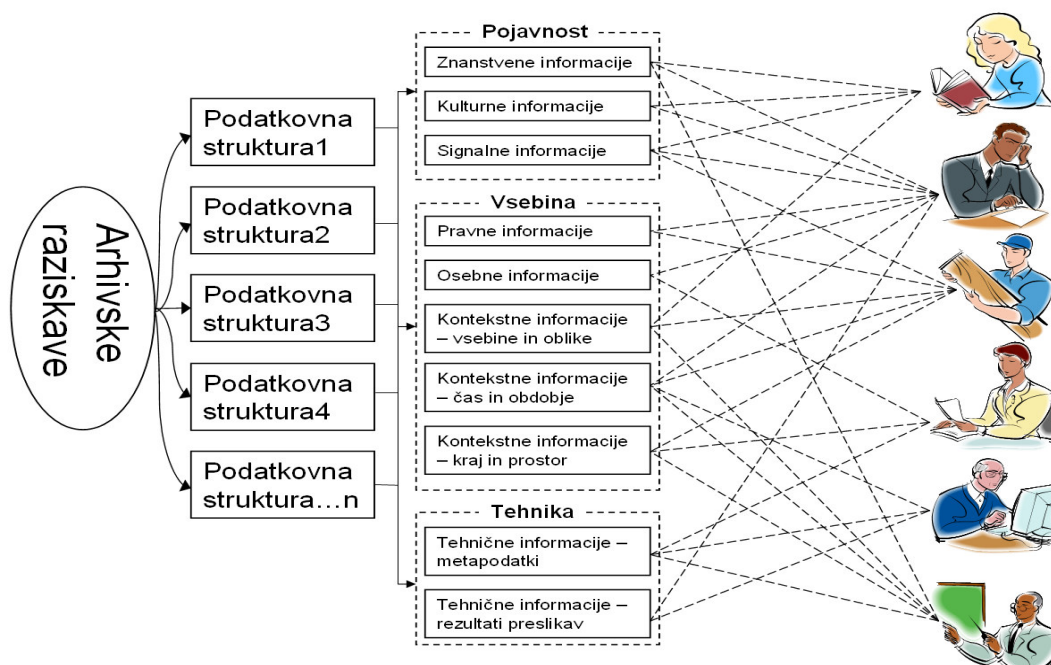 Arhivske
raziskave
Podatkovna
struktura1
Podatkovna
struktura2
Podatkovna
struktura3
Podatkovna
struktura4
Podatkovna
struktura...n
Pojavnost
Znanstvene informacije
Kulturne informacije
Signalne informacije
Vsebina
Pravne informacije
Osebne informacije
Kontekstne informacije
– vsebine in oblike
Kontekstne informacije
– čas in obdobje
Kontekstne informacije
– kraj in prostor
Tehnika
Tehnične informacije –
metapodatki
Tehnične informacije –
rezultati preslikav